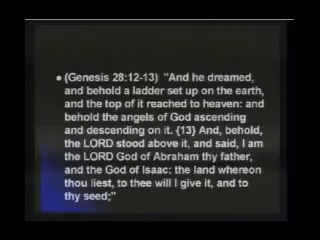 • (Genesis 28:12-13) "And he dreamed,
and behold a ladder set up on the earth,
and the top of it reached to heaven: and
behold the angels of God ascending
and descending on it. {13} And, behold,
the LORD stood above it, and said, I am
the LORD God of Abraham thy father,
and the God of Isaac: the land whereon
thou liest, to thee will I give it, and to
thy seed;"